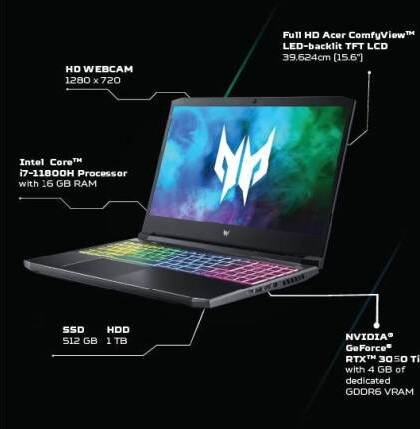 Full HD Acer ComfyView™
LED-backlit TFT LCD
39.624cm (15.6")
HD WEBCAM
1280 x 720
Intel Core™
i7-11800H Processor
with 16 GB RAM
SSD HDD
512 GB 1 TB
NVIDIA®
GeForce®
RTX™ 3050 Ti
with 4 GB of
dedicated
GDDR6 VRAM